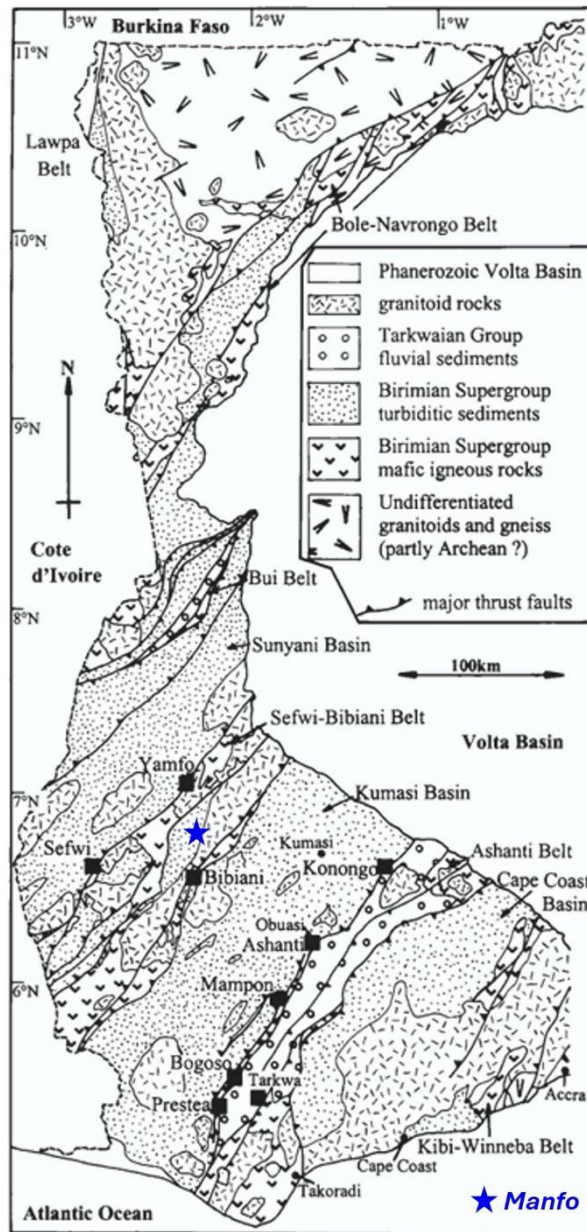 3°W
2°W
1°W
Burkina Faso
11°N
Lawpa
Belt
Bole-Navrongo Belt
10°N
Phanerozoic Volta Basin
granitoid rocks
Tarkwaian Group
fluvial sediments
Birimian Supergroup
turbiditic sediments
Birimian Supergroup
mafic igneous rocks
Undifferentiated
granitoids and gneiss
(partly Archean ?)
major thrust faults
N
9°N
Cote
d'Ivoire
Bui Belt
8°N
Sunyani Basin
100km
Sefwi-Bibiani Belt
Volta Basin
Yamfo
7°N
Kumasi Basin
Sefwi
Kumasi
Konongo
Ashanti Belt
Bibiani
Cape Coast
Basin
Obuasi
Ashanti
6°N
Mampon
Bogoso
Tarkwa
Prestea
Accra
Kibi-Winneba Belt
Cape Coast
Takoradi
Atlantic Ocean
Manfo